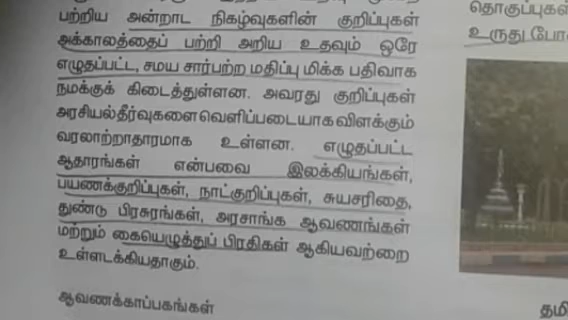 பற்றிய அன்றாட நிகழ்வுகளின் குறிப்புகள்
அக்காலத்தைப் பற்றி அறிய உதவும் ஒரே
எழுதப்பட்ட, சமய சார்பற்ற மதிப்பு மிக்க பதிவாக
நமக்குக் கிடைத்துள்ளன. அவரது குறிப்புகள்
அரசியல்தீர்வுகளைவெளிப்படையாகவிளக்கும்
வரலாற்றாதாரமாக உள்ளன. எழுதப்பட்ட
ஆதாரங்கள் என்பவை இலக்கியங்கள்,
பயணக்குறிப்புகள், நாட்குறிப்புகள், சுயசரிதை,
துண்டு பிரசுரங்கள், அரசாங்க ஆவணங்கள்
மற்றும் கையெழுத்துப் பிரதிகள் ஆகியவற்றை
உள்ளடக்கியதாகும்.
ஆவணக்காப்பகங்கள்
தொகுப்புகள்
உருது போ
தமி